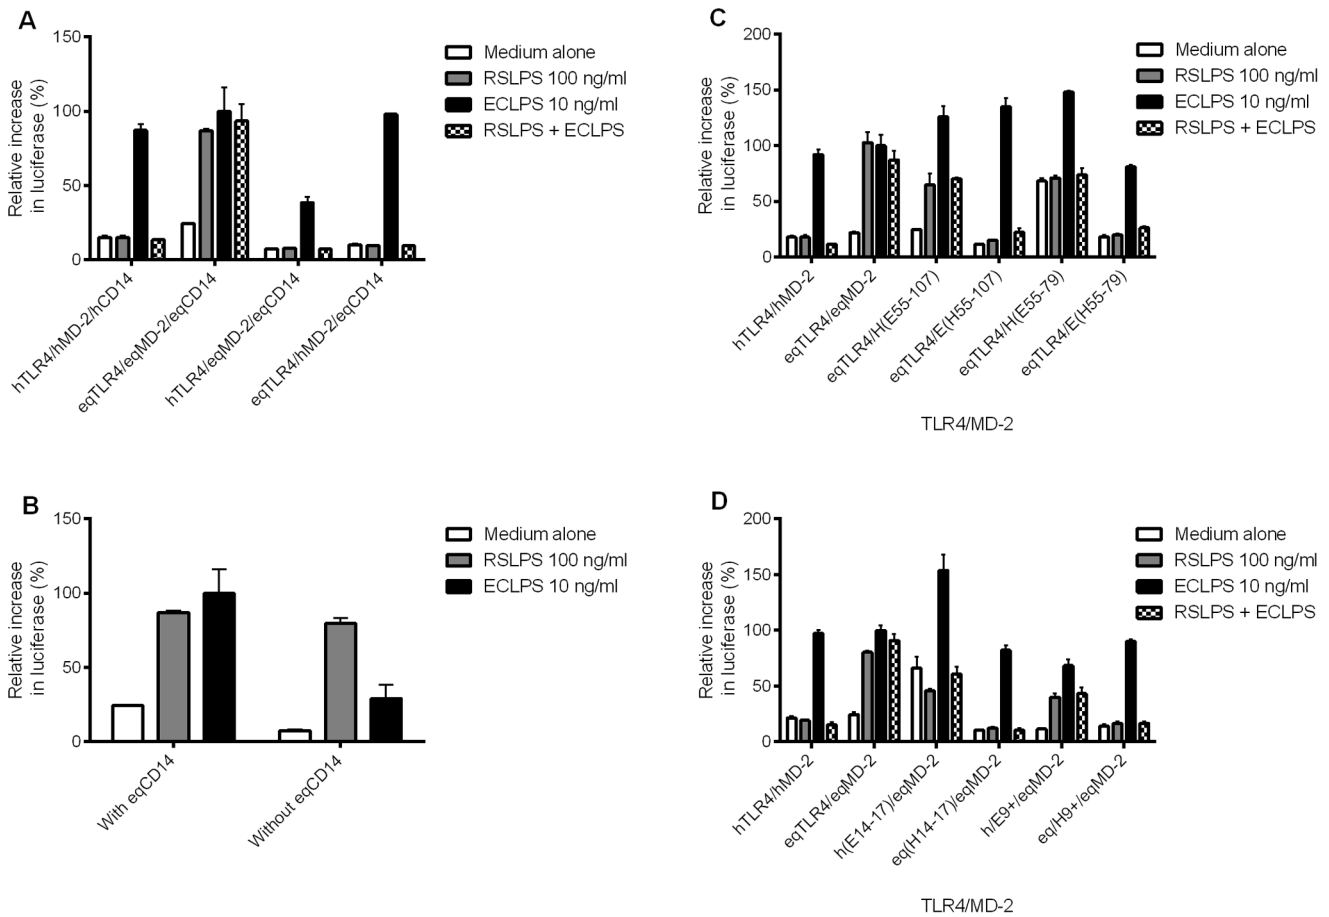 A
150
100
50
0
Relative increase
in luciferase (%)
Medium alone
RSLPS 100 ng/ml
ECLPS 10 ng/ml
RSLPS + ECLPS
hTLR4/hMD-2/hCD14
eqTLR4/eqMD-2/eqCD14
hTLR4/eqMD-2/eqCD14
eqTLR4/hMD-2/eqCD14
C
200
150
100
50
0
Relative increase
in luciferase (%)
Medium alone
RSLPS 100 ng/ml
ECLPS 10 ng/ml
RSLPS + ECLPS
hTLR4/hMD-2
eqTLR4/eqMD-2
eqTLR4/H(E55-107)
eqTLR4/E(H55-107)
eqTLR4/H(E55-79)
eqTLR4/E(H55-79)
TLR4/MD-2
B
150
100
50
0
Relative increase
in luciferase (%)
Medium alone
RSLPS 100 ng/ml
ECLPS 10 ng/ml
With eqCD14
Without eqCD14
D
200
150
100
50
0
Relative increase
in luciferase (%)
Medium alone
RSLPS 100 ng/ml
ECLPS 10 ng/ml
RSLPS + ECLPS
hTLR4/hMD-2
eqTLR4/eqMD-2
h(E14-17)/eqMD-2
eq(H14-17)/eqMD-2
h/E9+/eqMD-2
eq/H9+/eqMD-2
TLR4/MD-2